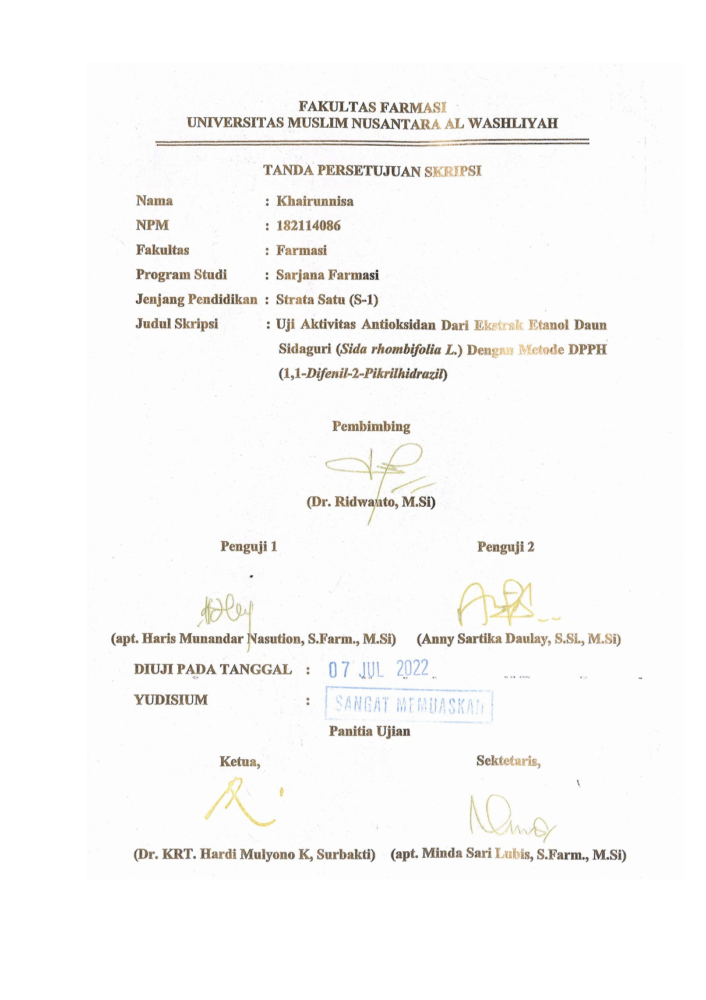 FAKULTAS FARMASI
UNIVERSITAS MUSLIM NUSANTARA AL WASHLIYAH
TANDA PERSETUJUAN SKRIPSI
Nama : Khairunnisa
NPM : 182114086
Fakultas : Farmasi
Program Studi : Sarjana Farmasi
Jenjang Pendidikan : Strata Satu (S-1)
Judul Skripsi : Uji Aktivitas Antioksidan Dari Ekstrak Etanol Daun
Sidaguri (Sida rhombifolia L.) Dengan Metode DPPH
(1,1-Difenil-2-Pikrilhidrazil)
Pembimbing
(Dr. Ridwanto, M.Si)
Penguji 1 Penguji 2
(apt. Haris Munandar Nasution, S.Farm., M.Si) (Anny Sartika Daulay, S.Si., M.Si)
DIUJI PADA TANGGAL : 07 JUL 2022
YUDISIUM : SANGAT MEMUASKAN
Panitia Ujian
Ketua, Sektetaris,
(Dr. KRT. Hardi Mulyono K, Surbakti) (apt. Minda Sari Lubis, S.Farm., M.Si)